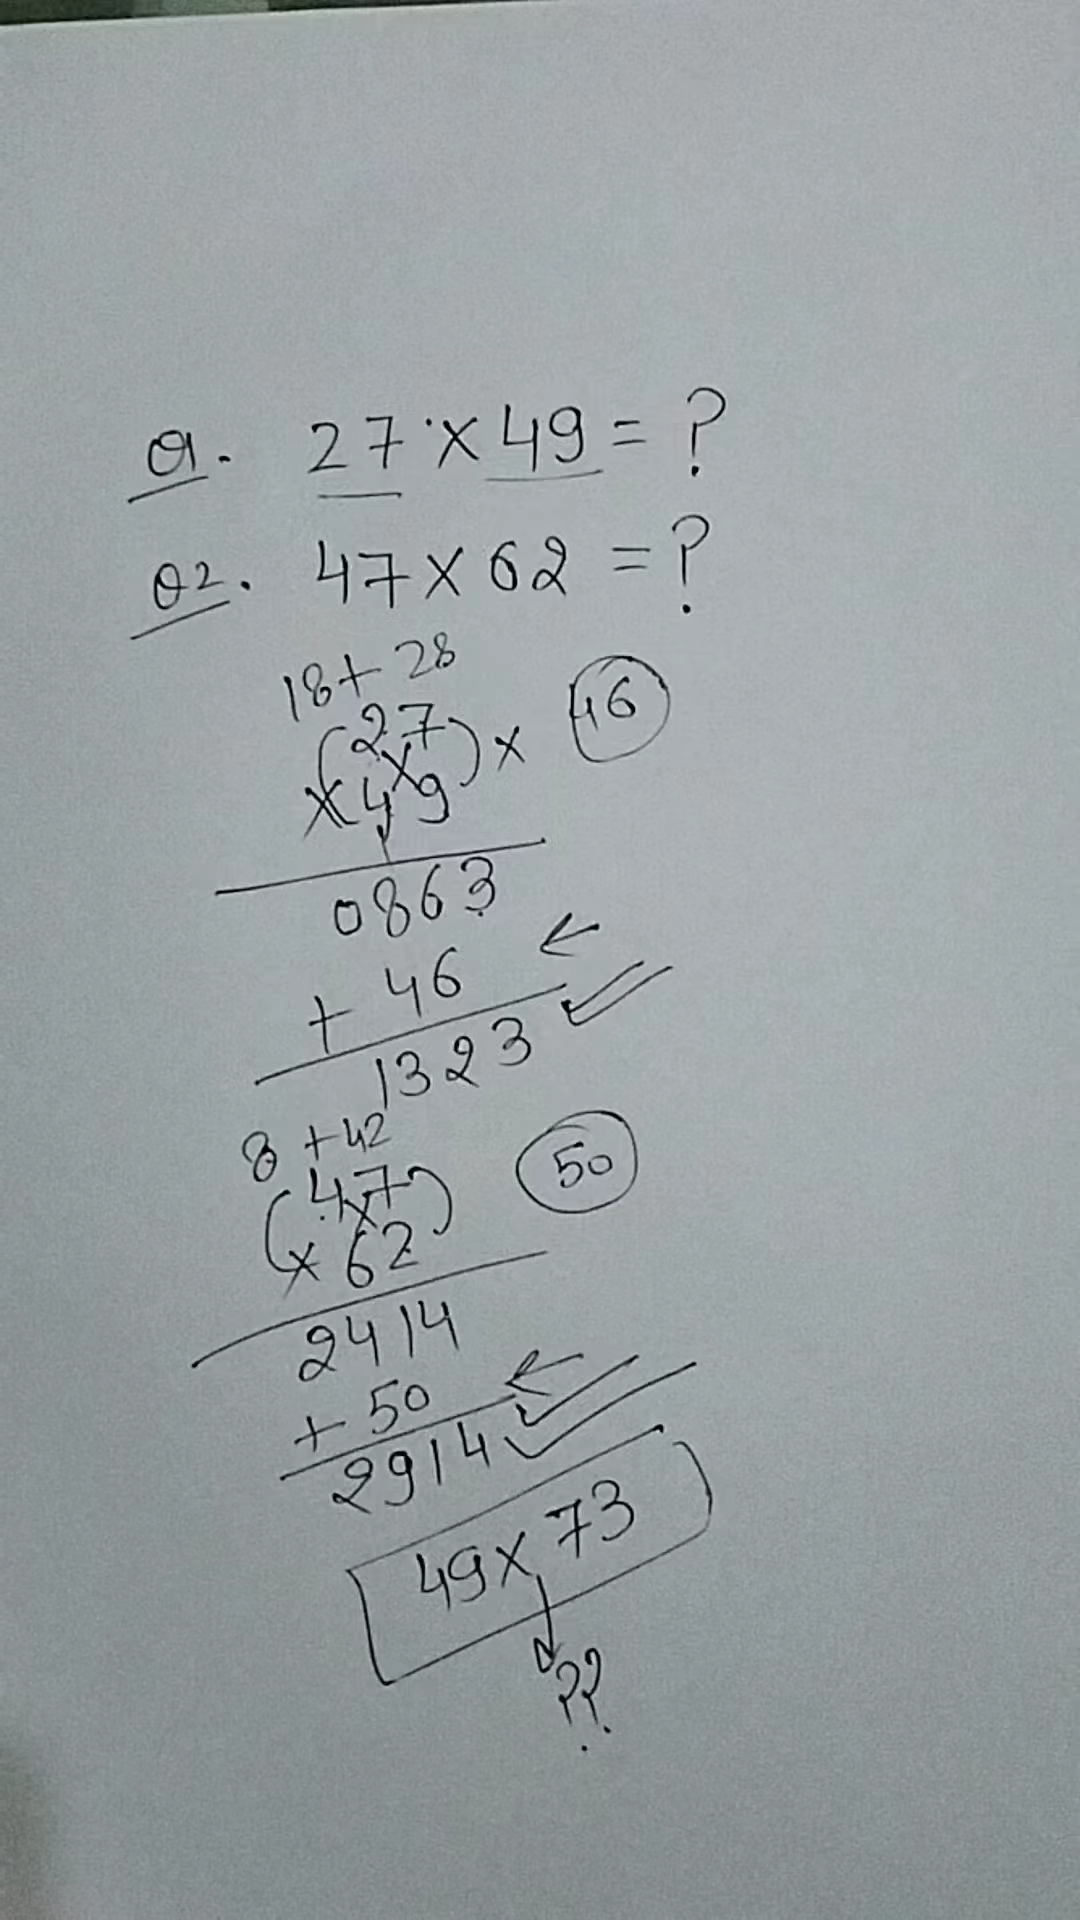 Q1. 27 × 49 = ?
Q2. 47 × 62 = ?
18 + 28
(27) × 46
× 49
0863
+ 46 ←
1323
8 + 42
(47) 50
× 62
2414
+ 50 ←
2914
49 × 73
??